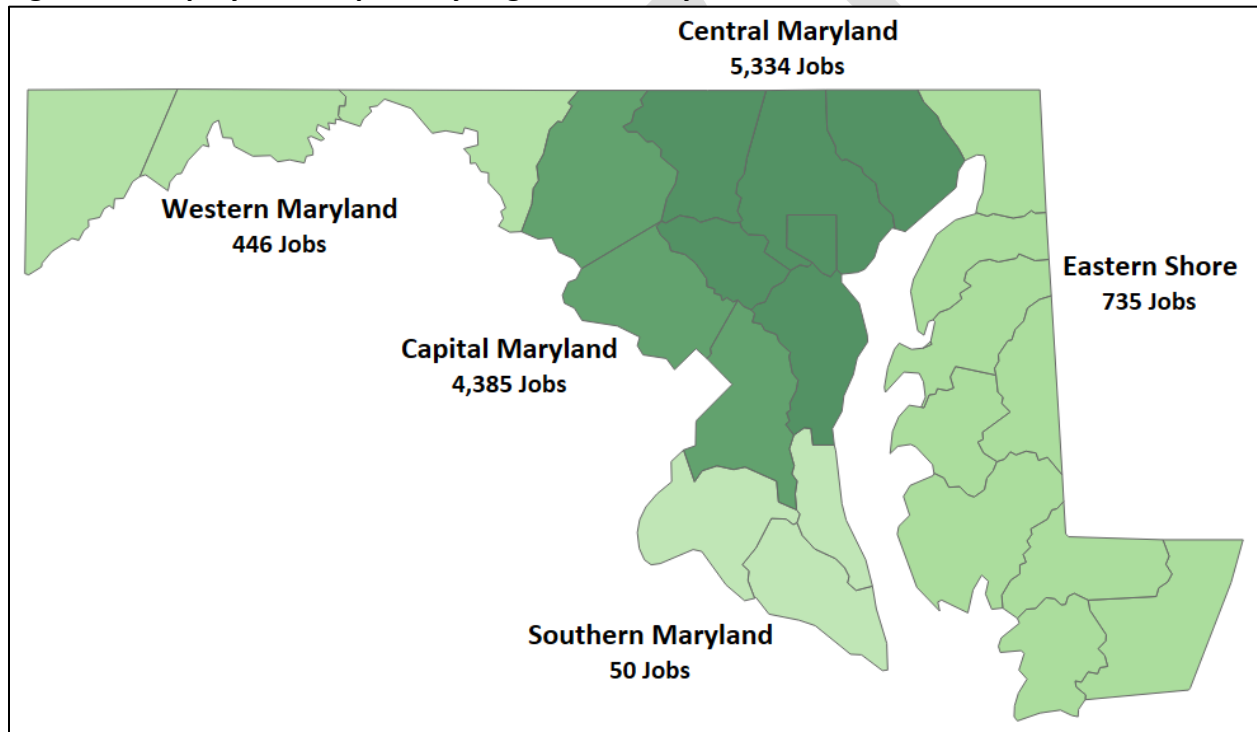 Central Maryland
5,334 Jobs
Western Maryland
446 Jobs
Eastern Shore
735 Jobs
Capital Maryland
4,385 Jobs
Southern Maryland
50 Jobs